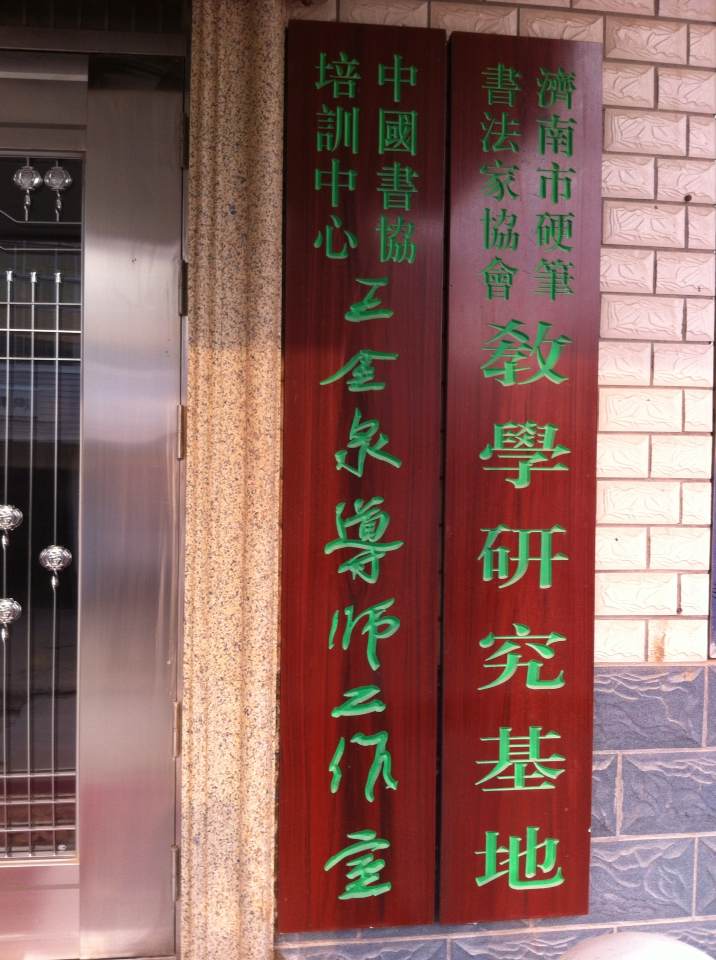 濟南市硬筆
書法家協會
教學研究基地
中國書協
培訓中心
王金泉導師工作室